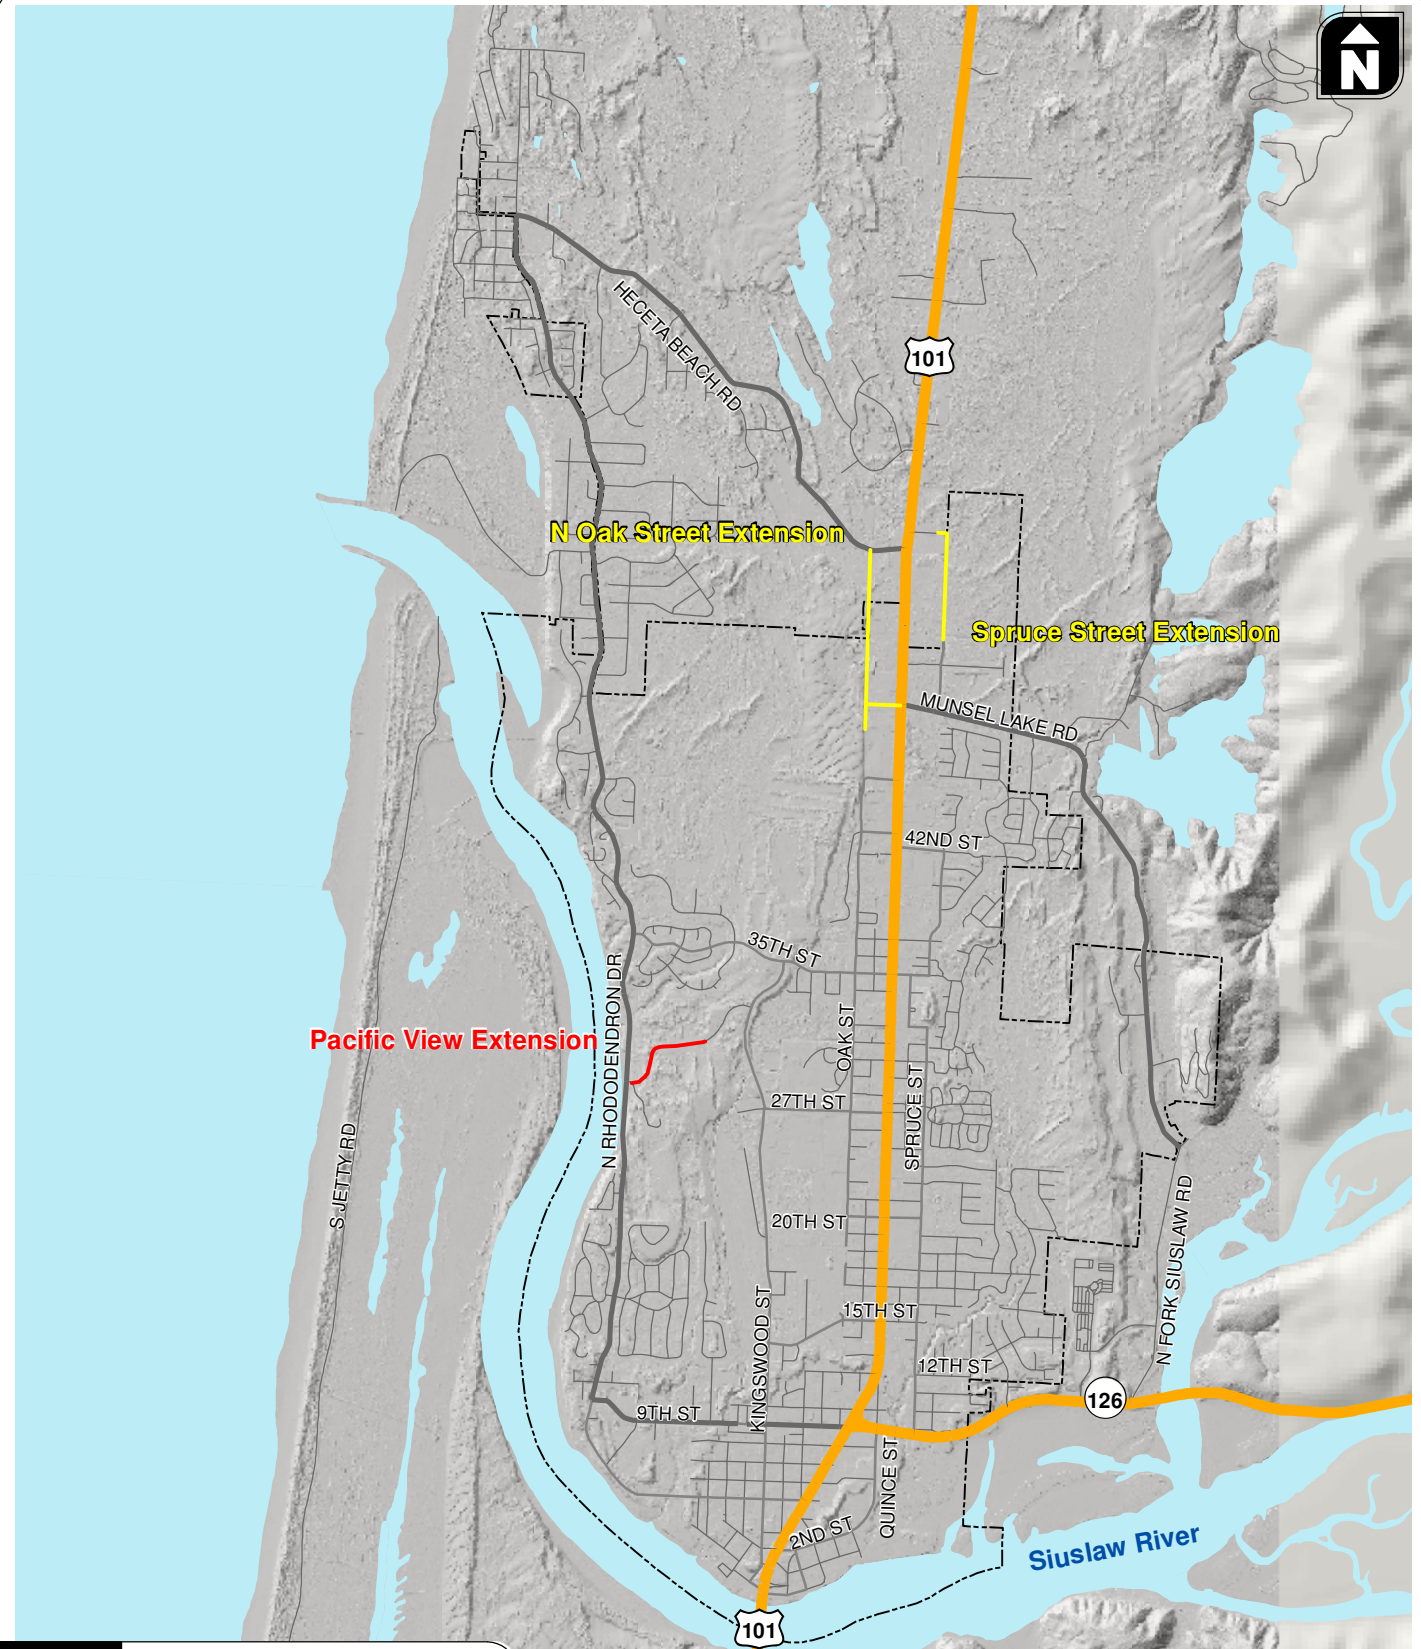 N
HECETA BEACH RD
101
N Oak Street Extension
Spruce Street Extension
MUNSEL LAKE RD
42ND ST
35TH ST
N RHODODENDRON DR
Pacific View Extension
OAK ST
SPRUCE ST
27TH ST
S JETTY RD
20TH ST
N FORK SIUSLAW RD
KINGSWOOD ST
15TH ST
12TH ST
126
9TH ST
QUINCE ST
2ND ST
Siuslaw River
101